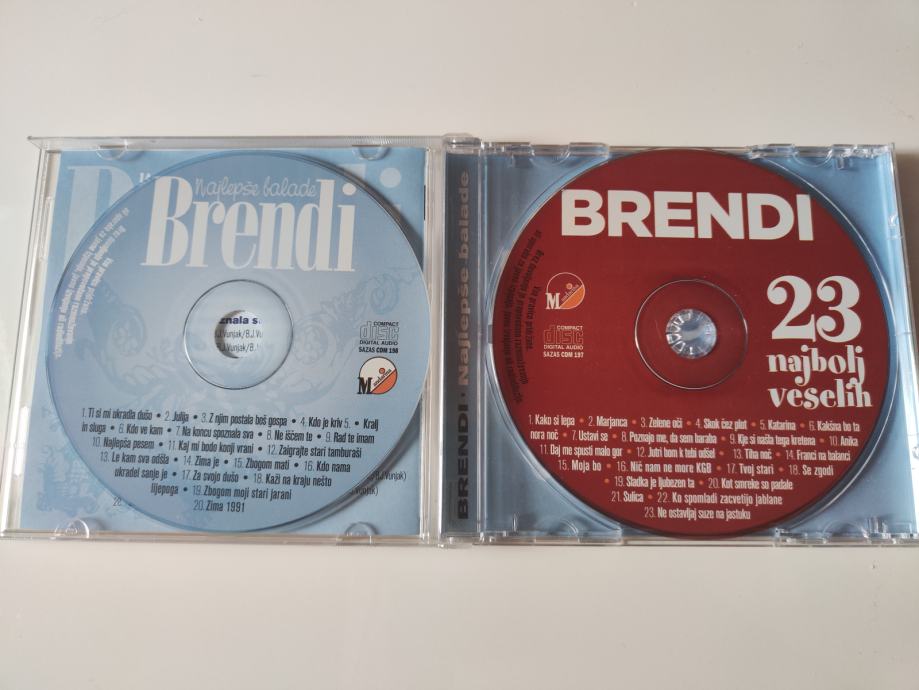 Najlepše balade
Brendi
COMPACT
disc
DIGITAL AUDIO
SAZAS CDM 198
M
1. Ti si mi ukradla dušo • 2. Julija • 3. Z njim postala boš gospa • 4. Kdo je kriv 5. • Kralj
in sluga • 6. Kdo ve kam • 7. Na koncu spoznala sva • 8. Ne iščem te • 9. Rad te imam
10. Najlepša pesem • 11. Kaj mi bodo konji vrani • 12. Zaigrajte stari tamburaši
13. Le kam sva odšla • 14. Zima je • 15. Zbogom mati • 16. Kdo nama
ukradel sanje je • 17. Za svojo dušo • 18. Kaži na kraju nešto
lijepoga • 19. Zbogom moji stari jarani
20. Zima 1991
BRENDI • Najlepše balade
BRENDI
23
najbolj
veselih
COMPACT
disc
DIGITAL AUDIO
SAZAS CDM 197
M
1. Kako si lepa • 2. Marjanca • 3. Zelene oči • 4. Skok čez plot • 5. Katarina • 6. Kakšna bo ta
nora noč • 7. Ustavi se • 8. Poznajo me, da sem baraba • 9. Kje si našla tega kretena • 10. Anika
11. Daj me spusti malo gor • 12. Jutri bom k tebi odšel • 13. Tiha noč • 14. Franci na balanci
15. Moja bo • 16. Nič nam ne more KGB • 17. Tvoj stari • 18. Se zgodi
19. Sladka je ljubezen ta • 20. Kot smreke so padale
21. Sulica • 22. Ko spomladi zacvetijo jablane
23. Ne ostavljaj suze na jastuku